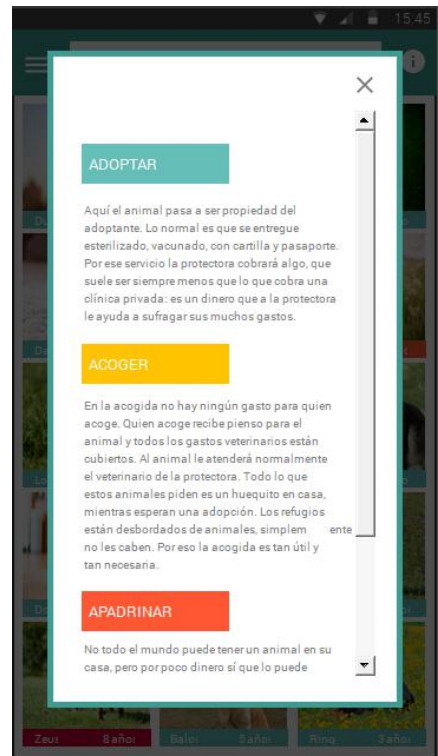 15:45
ADOPTAR
Aquí el animal pasa a ser propiedad del
adoptante. Lo normal es que se entregue
esterilizado, vacunado, con cartilla y pasaporte.
Por ese servicio la protectora cobrará algo, que
suele ser siempre menos que lo que cobra una
clínica privada: es un dinero que a la protectora
le ayuda a sufragar sus muchos gastos.
ACOGER
En la acogida no hay ningún gasto para quien
acoge. Quien acoge recibe pienso para el
animal y todos los gastos veterinarios están
cubiertos. Al animal le atenderá normalmente
el veterinario de la protectora. Todo lo que
estos animales piden es un huequito en casa,
mientras esperan una adopción. Los refugios
están desbordados de animales, simplem ente
no les caben. Por eso la acogida es tan útil y
tan necesaria.
APADRINAR
No todo el mundo puede tener un animal en su
casa, pero por poco dinero sí que lo puede
Zeus 8 años 5 años Ring 3 años